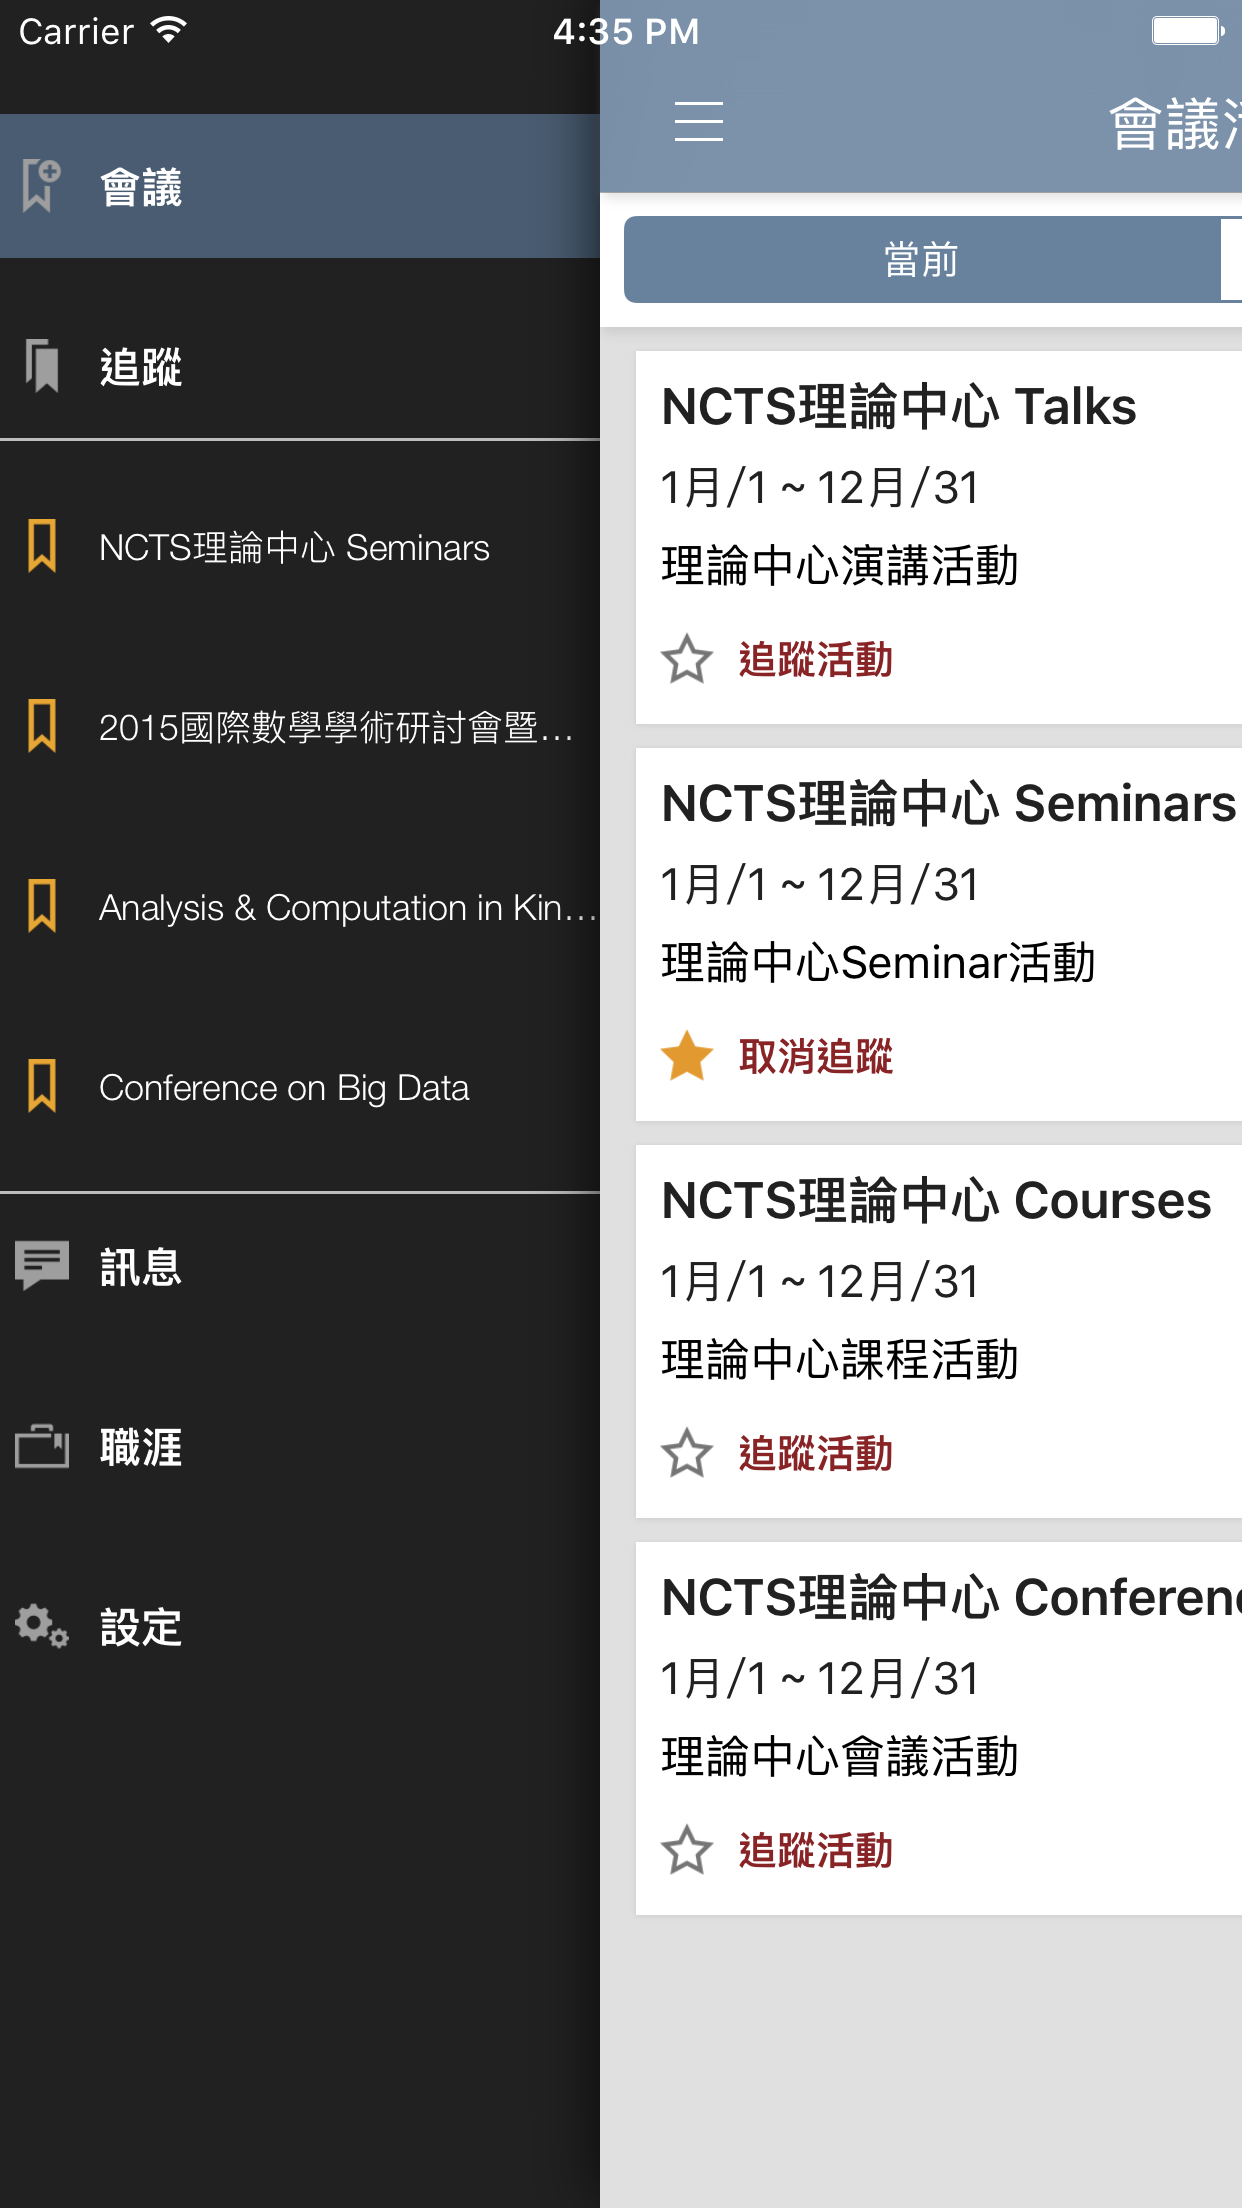 Carrier 4:35 PM
會議
追蹤
NCTS理論中心 Seminars
2015國際數學學術研討會暨...
Analysis & Computation in Kin...
Conference on Big Data
訊息
職涯
設定
會議
當前
NCTS理論中心 Talks
1月/1 ~ 12月/31
理論中心演講活動
追蹤活動
NCTS理論中心 Seminars
1月/1 ~ 12月/31
理論中心Seminar活動
取消追蹤
NCTS理論中心 Courses
1月/1 ~ 12月/31
理論中心課程活動
追蹤活動
NCTS理論中心 Conferen
1月/1 ~ 12月/31
理論中心會議活動
追蹤活動